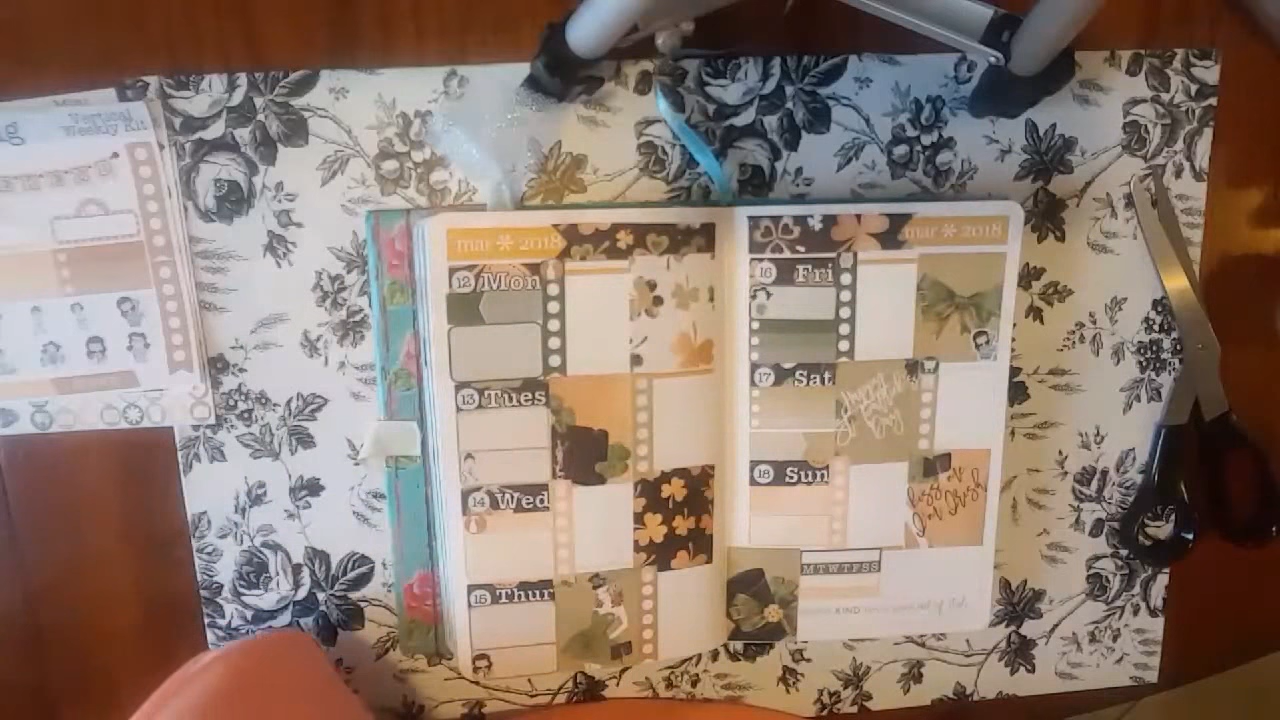 Vertical
Weekly Kit
mar * 2018
12 Mon
13 Tues
14 Wed
15 Thur
mar * 2018
16 Fri
17 Sat
18 Sun
MTWTFSS
KIND